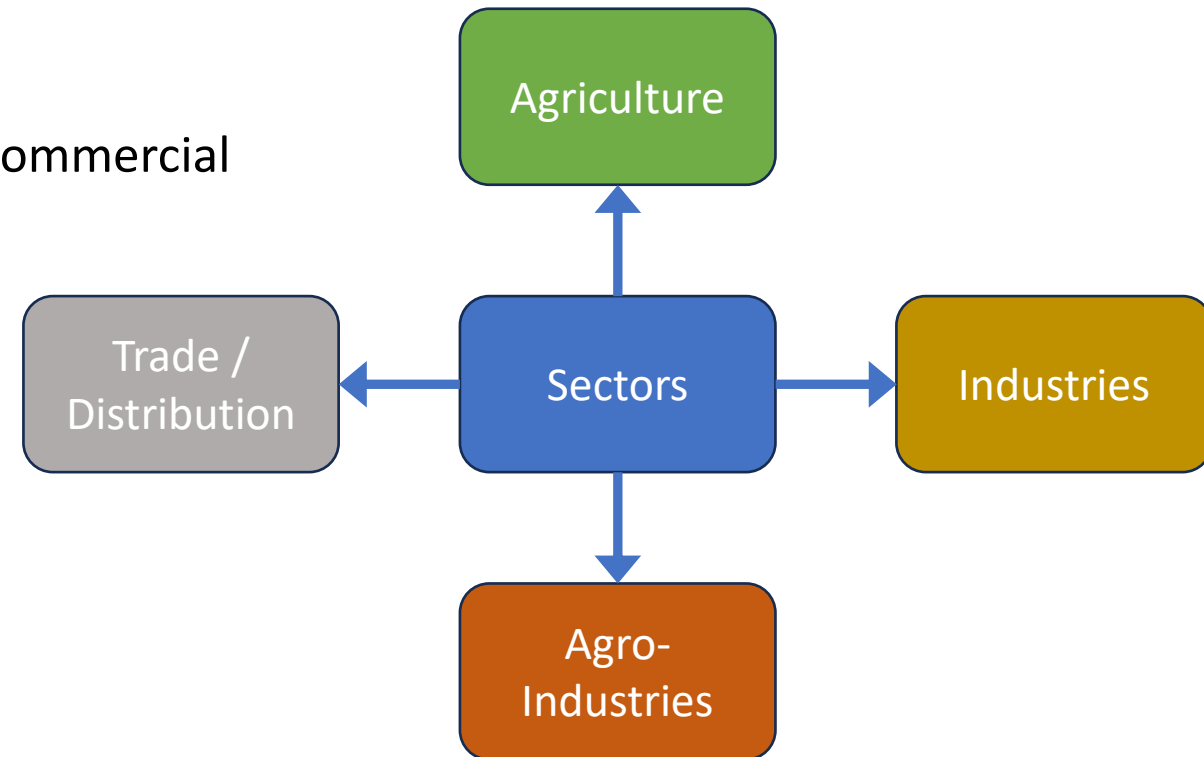 Agriculture
ommercial
Trade /
Distribution
Sectors
Industries
Agro-
Industries